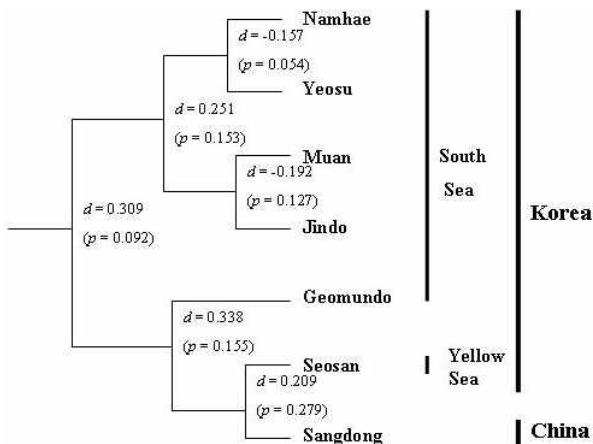 Namhae
d = -0.157
(p = 0.054)
Yeosu
d = 0.251
(p = 0.153)
Muan
d = -0.192
(p = 0.127)
Jindo
d = 0.309
(p = 0.092)
Geomundo
d = 0.338
(p = 0.155)
Seosan
d = 0.209
(p = 0.279)
Sangdong
South
Sea
Yellow
Sea
Korea
China